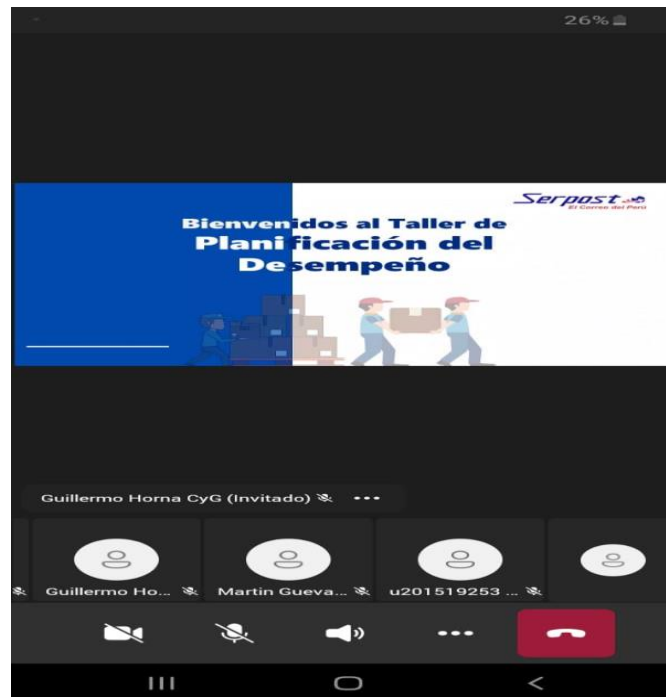 26%
Serpost
El Correo del Perú
Bienvenidos al Taller de
Planificación del
Desempeño
Guillermo Horna CyG (Invitado) •••
Guillermo Ho...
Martin Gueva...
u201519253 ...